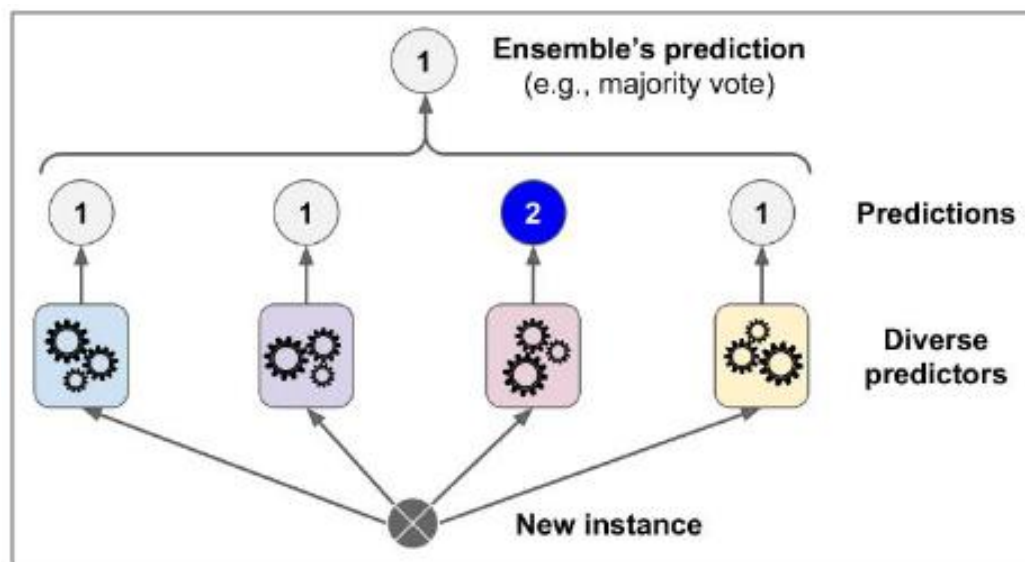 1
Ensemble’s prediction
(e.g., majority vote)
1 1 2 1 Predictions
Diverse
predictors
New instance